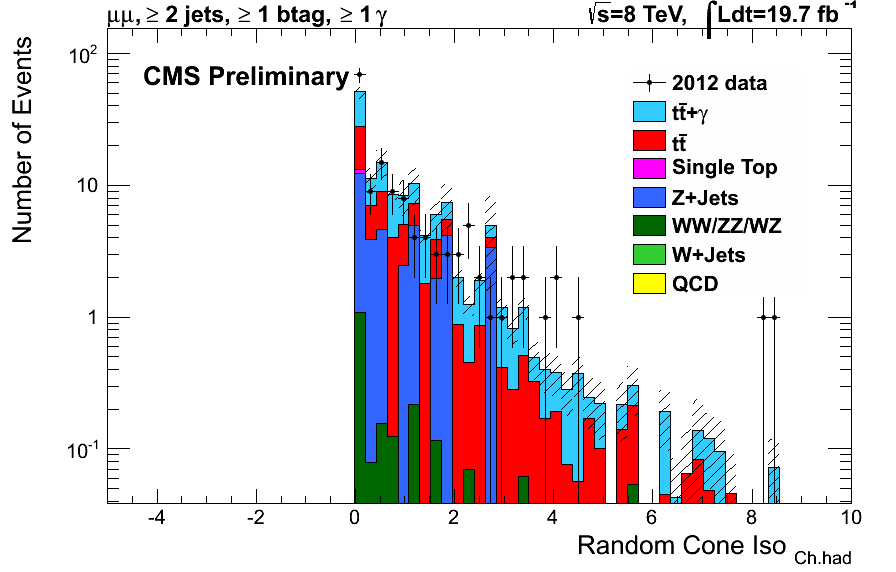 μμ, ≥ 2 jets, ≥ 1 btag, ≥ 1 γ
√s=8 TeV, ∫Ldt=19.7 fb⁻¹
CMS Preliminary
2012 data
tt̄+γ
tt̄
Single Top
Z+Jets
WW/ZZ/WZ
W+Jets
QCD
Number of Events
10²
10
1
10⁻¹
-4 -2 0 2 4 6 8 10
Random Cone Iso Ch.had